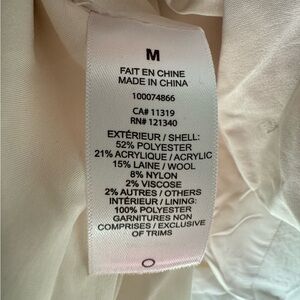 M
FAIT EN CHINE
MADE IN CHINA
100074866
CA# 11319
RN# 121340
EXTÉRIEUR / SHELL:
52% POLYESTER
21% ACRYLIQUE / ACRYLIC
15% LAINE / WOOL
8% NYLON
2% VISCOSE
2% AUTRES / OTHERS
INTÉRIEUR / LINING:
100% POLYESTER
GARNITURES NON
COMPRISES / EXCLUSIVE
OF TRIMS